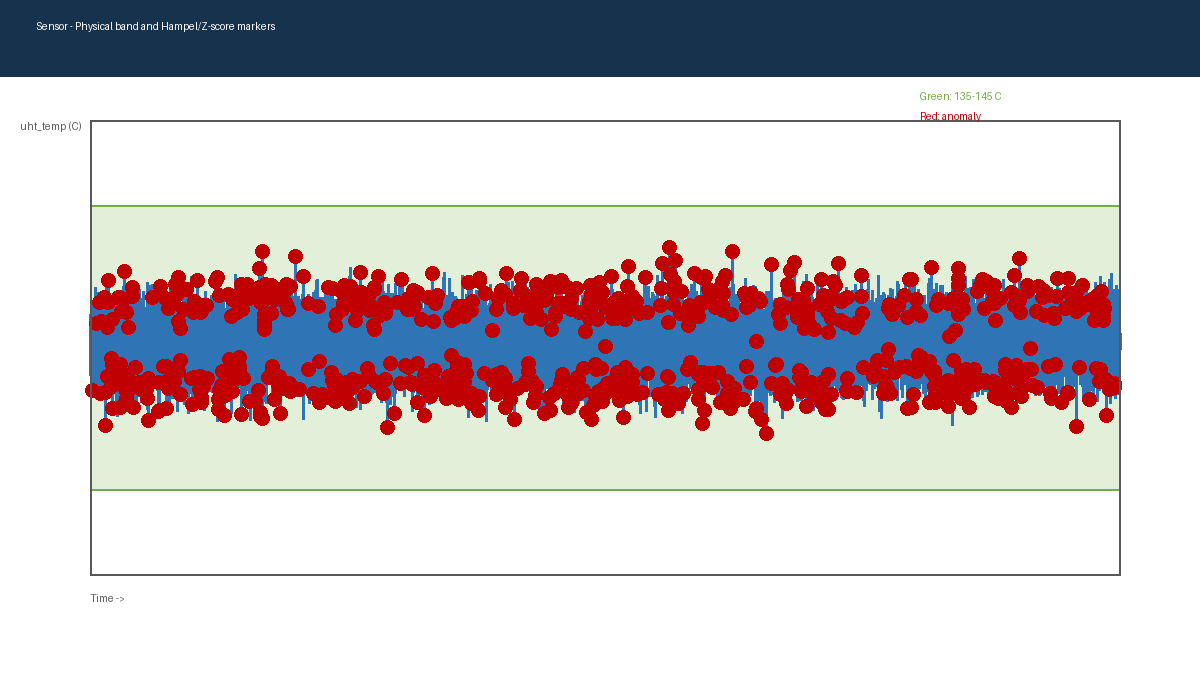 Sensor - Physical band and Hampel/Z-score markers
Green: 135-145 C
Red: anomaly
uht_temp (C)
Time ->